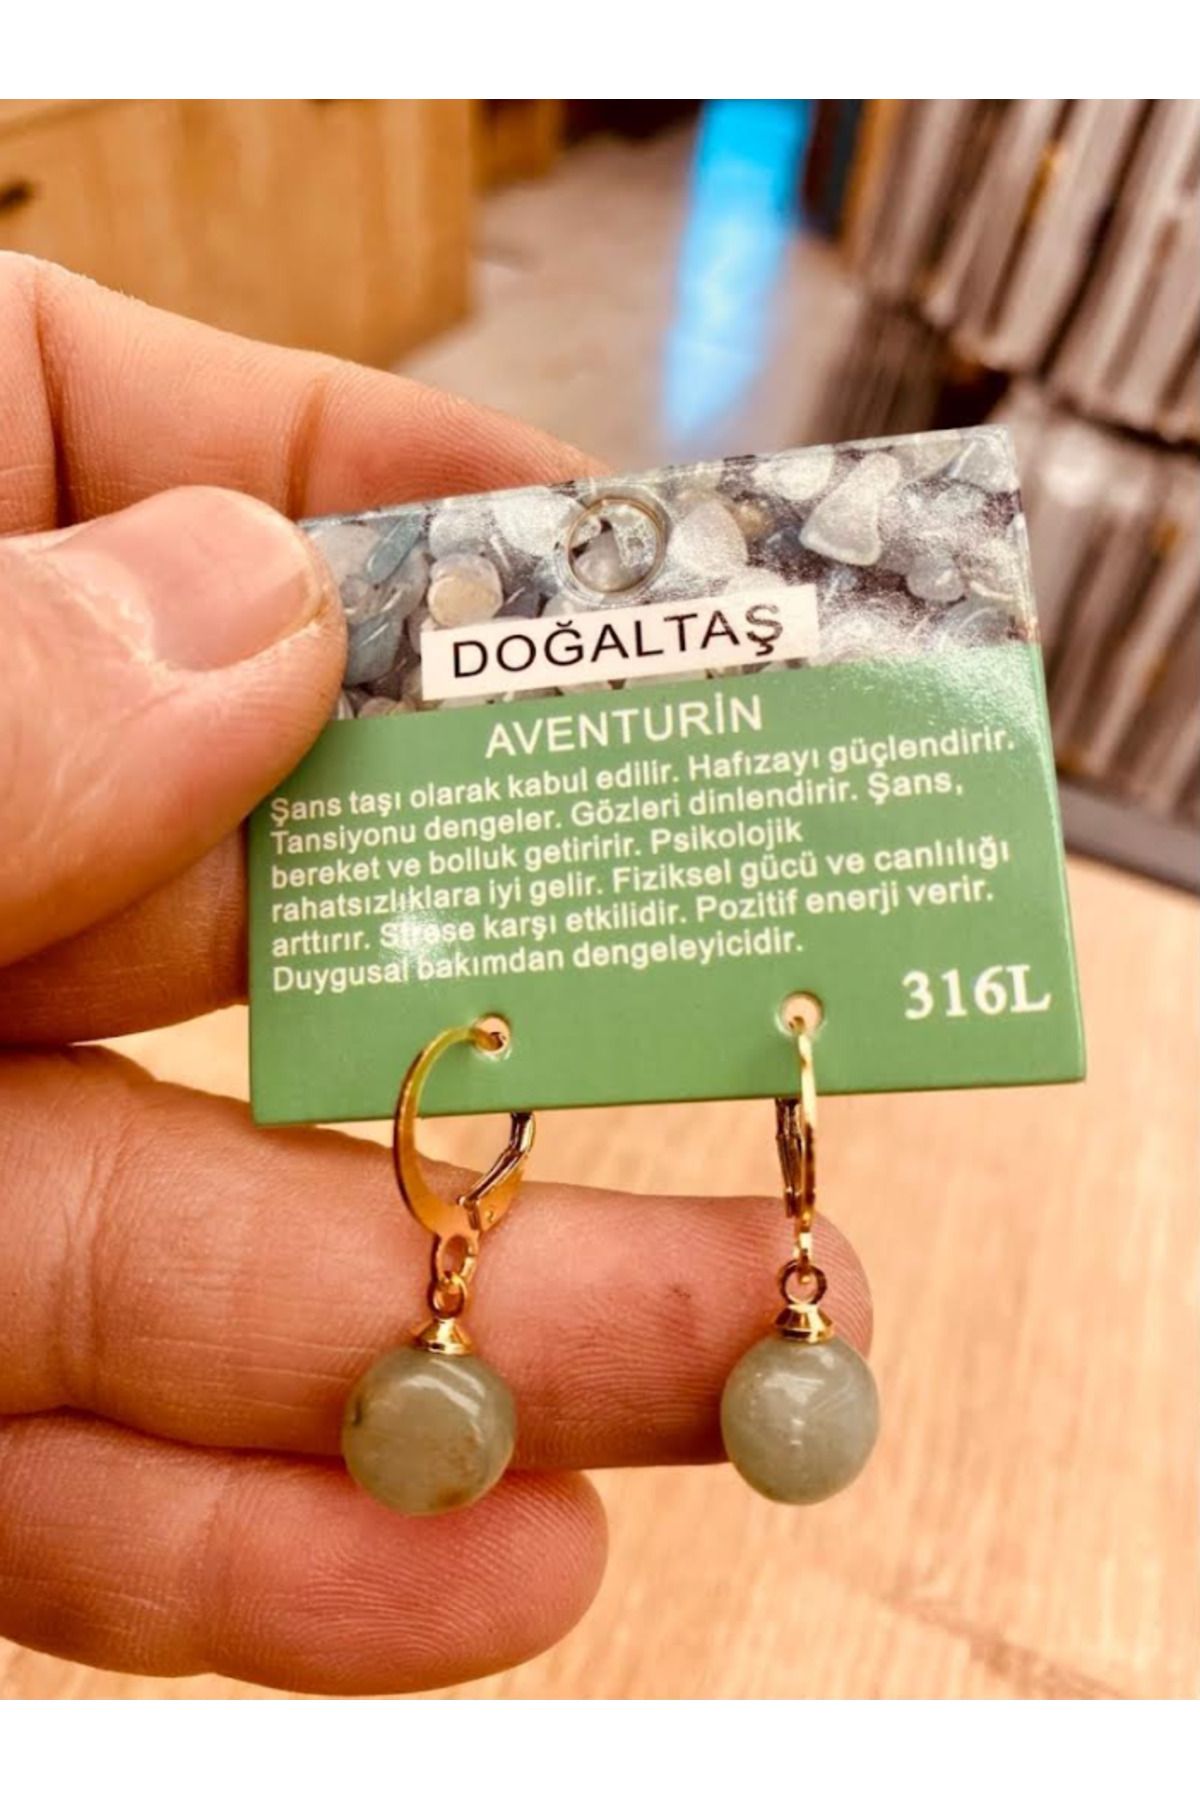 DOĞALTAŞ
AVENTURİN
Şans taşı olarak kabul edilir. Hafızayı güçlendirir.
Tansiyonu dengeler. Gözleri dinlendirir. Şans,
bereket ve bolluk getiririr. Psikolojik
rahatsızlıklara iyi gelir. Fiziksel gücü ve canlılığı
arttırır. Strese karşı etkilidir. Pozitif enerji verir.
Duygusal bakımdan dengeleyicidir.
316L